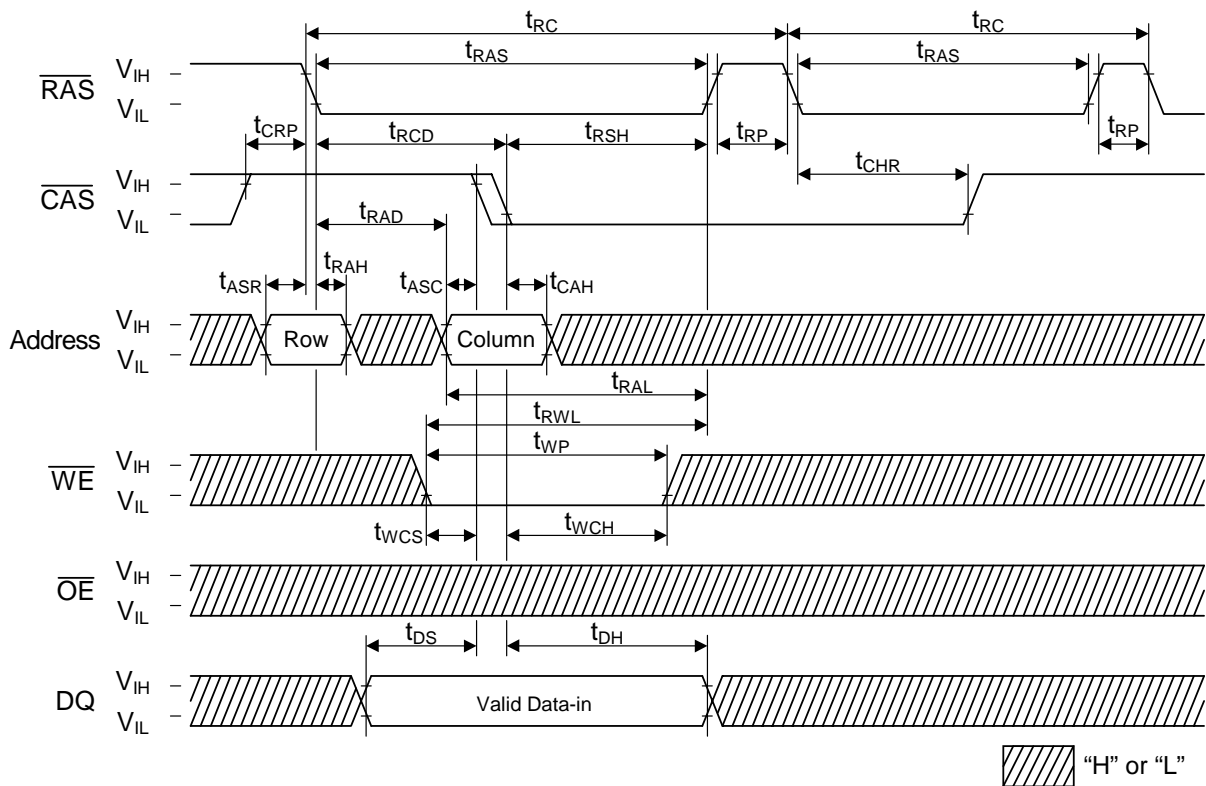 tRC tRC
tRAS tRAS
RAS VIH
VIL
tCRP tRCD tRSH tRP tRP
tCHR
CAS VIH
VIL
tRAD
tRAH
tASR tASC tCAH
Address VIH
VIL
Row Column
tRAL
tRWL
tWP
WE VIH
VIL
tWCS tWCH
OE VIH
VIL
tDS tDH
DQ VIH
VIL
Valid Data-in
“H” or “L”